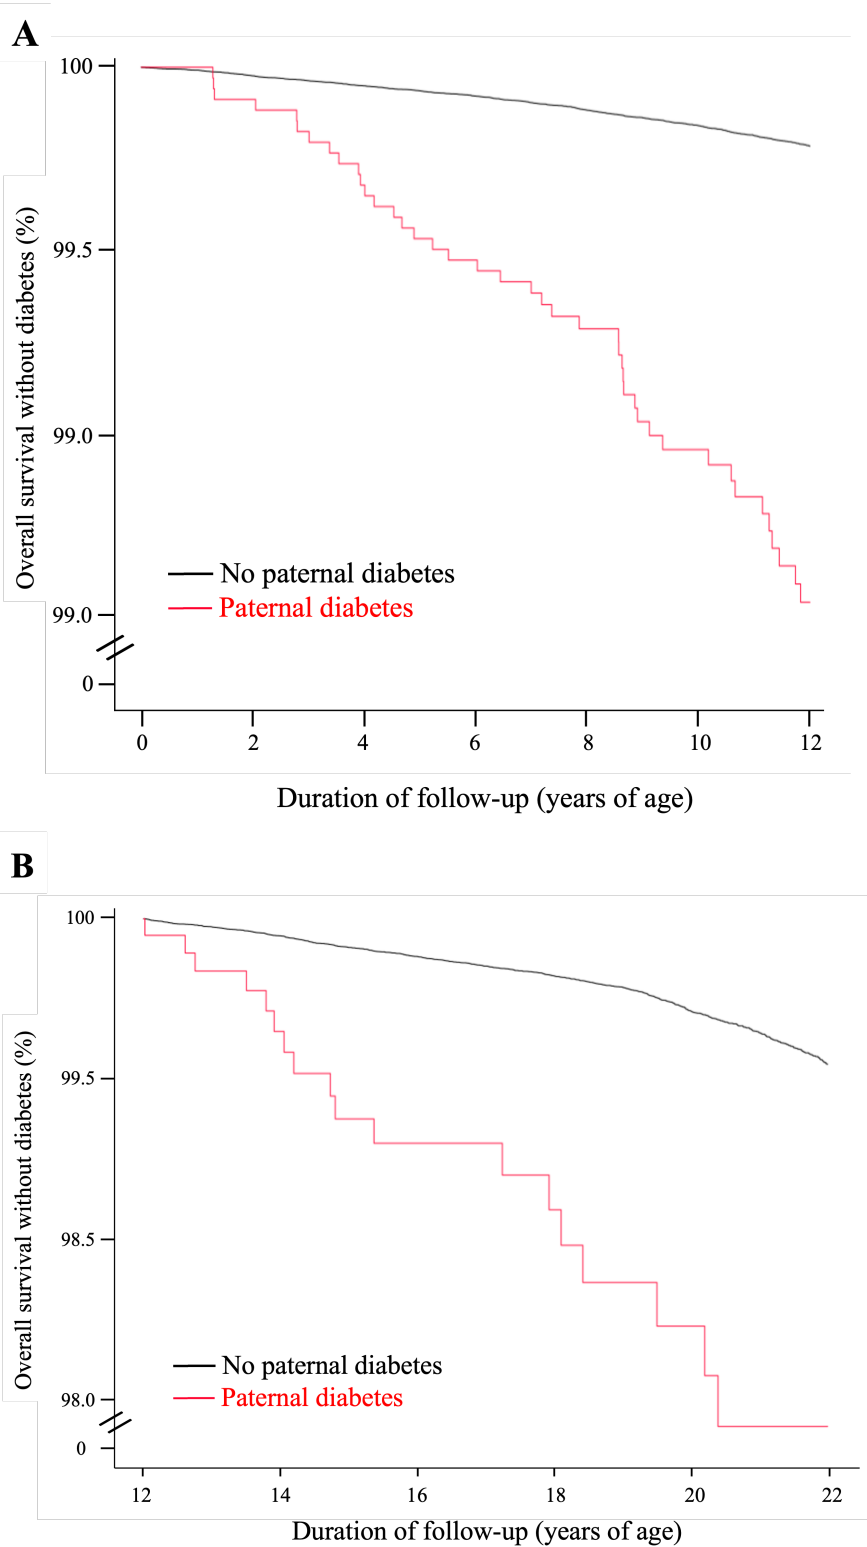 A
Overall survival without diabetes (%)
100
99.5
99.0
99.0
0
No paternal diabetes
Paternal diabetes
0 2 4 6 8 10 12
Duration of follow-up (years of age)
B
Overall survival without diabetes (%)
100
99.5
98.5
98.0
0
No paternal diabetes
Paternal diabetes
12 14 16 18 20 22
Duration of follow-up (years of age)